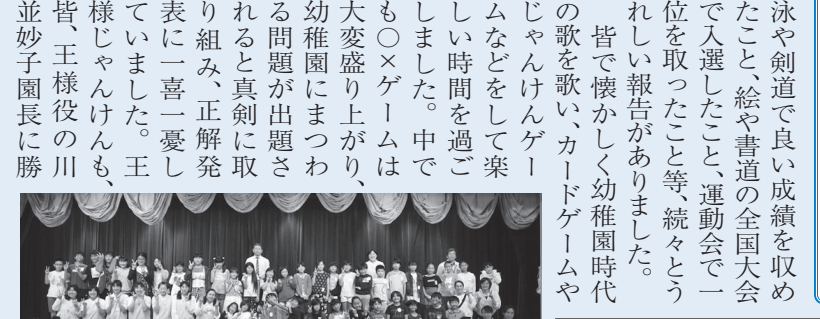 泳や剣道で良い成績を収め
たこと、絵や書道の全国大会
で入選したこと、運動会で一
位を取ったこと等、続々とう
れしい報告がありました。
皆で懐かしく幼稚園時代
の歌を歌い、カードゲームや
じゃんけんゲー
ムなどをして楽
しい時間を過ご
しました。中で
も○×ゲームは
大変盛り上がり、
幼稚園にまつわ
る問題が出題さ
れると真剣に取
り組み、正解発
表に一喜一憂し
ていました。王
様じゃんけんも、
皆、王様役の川
並妙子園長に勝